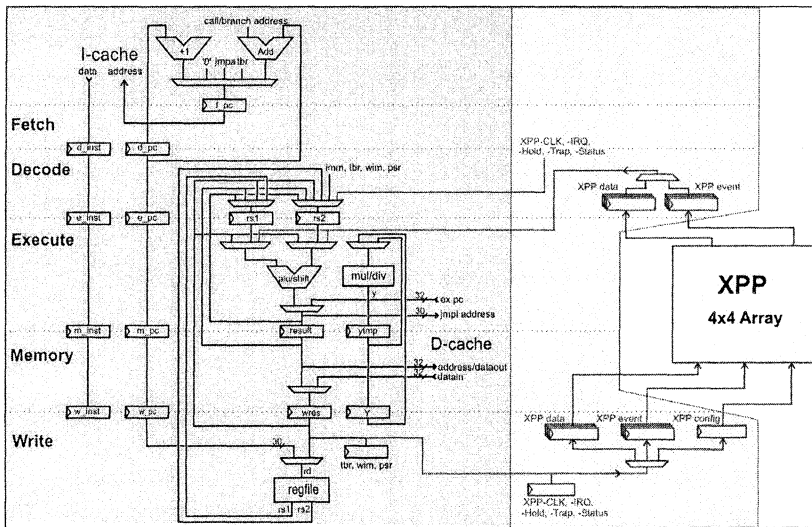 call/branch address
I-cache
+1
Add
data address
'0' jmpa tbr
f_pc
Fetch
d_inst
d_pc
XPP-CLK, -IRQ,
-Hold, -Trap, -Status
Decode
imm, tbr, wim, psr
XPP data
XPP event
e_inst
e_pc
rs1
rs2
Execute
alu/shift
mul/div
y
XPP
4x4 Array
32
ex pc
30
jmpl address
m_inst
m_pc
result
ytmp
Memory
D-cache
32
address/dataout
32
datain
w_inst
w_pc
wres
Y
XPP data
XPP event
XPP config
Write
30
tbr, wim, psr
rd
regfile
XPP-CLK, -IRQ,
-Hold, -Trap, -Status
rs1 rs2